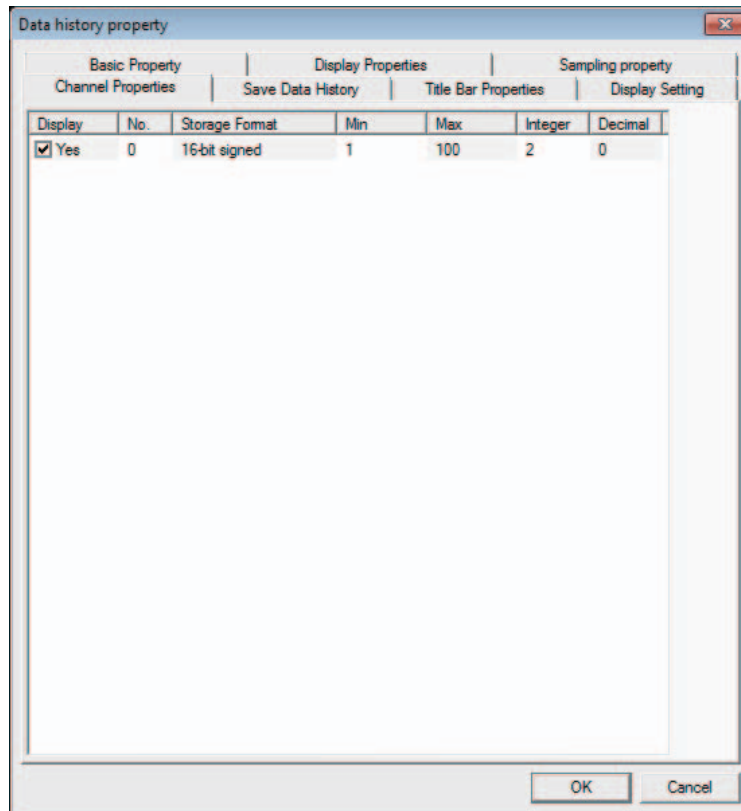 Data history property
Basic Property Display Properties Sampling property
Channel Properties Save Data History Title Bar Properties Display Setting
Display No. Storage Format Min Max Integer Decimal
Yes 0 16-bit signed 1 100 2 0
OK Cancel